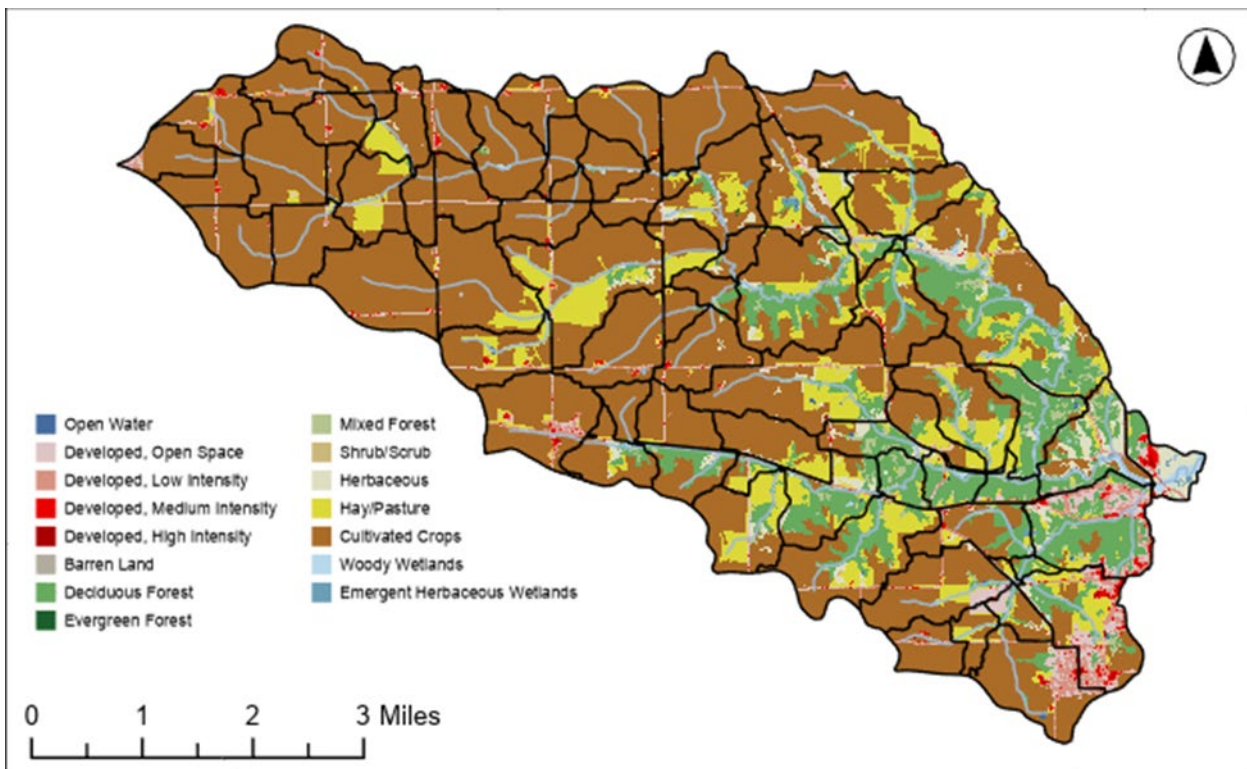 Open Water
Developed, Open Space
Developed, Low Intensity
Developed, Medium Intensity
Developed, High Intensity
Barren Land
Deciduous Forest
Evergreen Forest
Mixed Forest
Shrub/Scrub
Herbaceous
Hay/Pasture
Cultivated Crops
Woody Wetlands
Emergent Herbaceous Wetlands
0 1 2 3 Miles